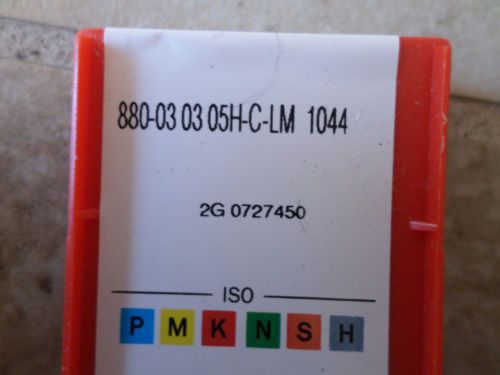 880-03 03 05H-C-LM 1044
2G 0727450
ISO
P M K N S H